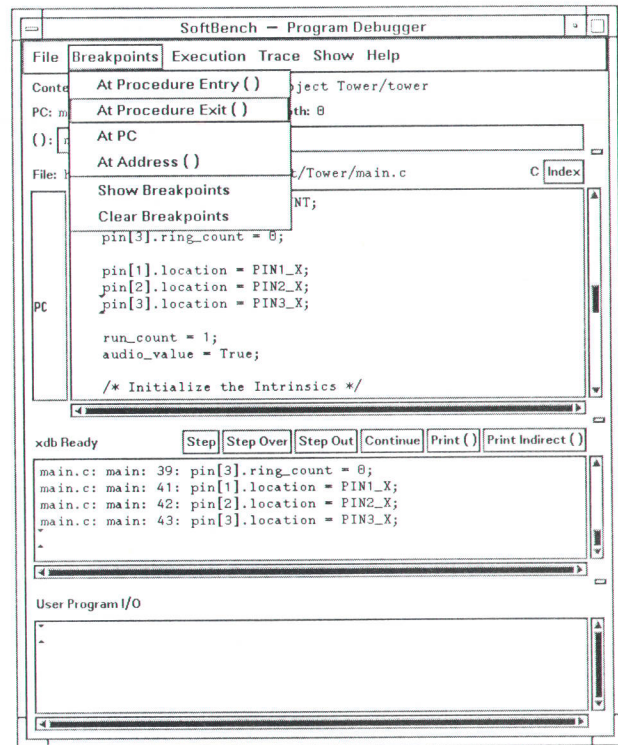 SoftBench — Program Debugger
File Breakpoints Execution Trace Show Help
At Procedure Entry ( )
At Procedure Exit ( )
At PC
At Address ( )
Show Breakpoints
Clear Breakpoints
Conte ject Tower/tower
PC: m th: 0
( ):
File: t/Tower/main.c C Index
NT;
pin[3].ring_count = 0;
pin[1].location = PIN1_X;
pin[2].location = PIN2_X;
PC pin[3].location = PIN3_X;
run_count = 1;
audio_value = True;
/* Initialize the Intrinsics */
xdb Ready Step Step Over Step Out Continue Print ( ) Print Indirect ( )
main.c: main: 39: pin[3].ring_count = 0;
main.c: main: 41: pin[1].location = PIN1_X;
main.c: main: 42: pin[2].location = PIN2_X;
main.c: main: 43: pin[3].location = PIN3_X;
User Program I/O